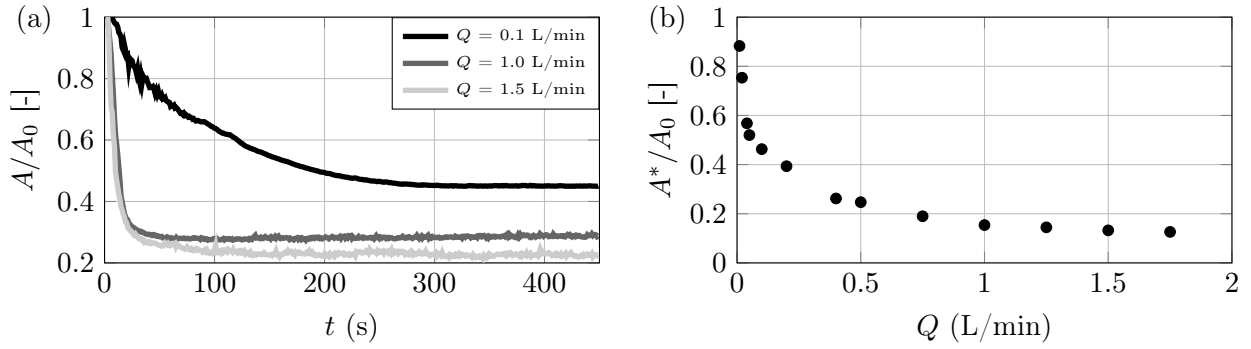 (a)
1
0.8
0.6
0.4
0.2
A/A0 [-]
0
100
200
300
400
t (s)
Q = 0.1 L/min
Q = 1.0 L/min
Q = 1.5 L/min
(b)
1
0.8
0.6
0.4
0.2
0
A*/A0 [-]
0
0.5
1
1.5
2
Q (L/min)